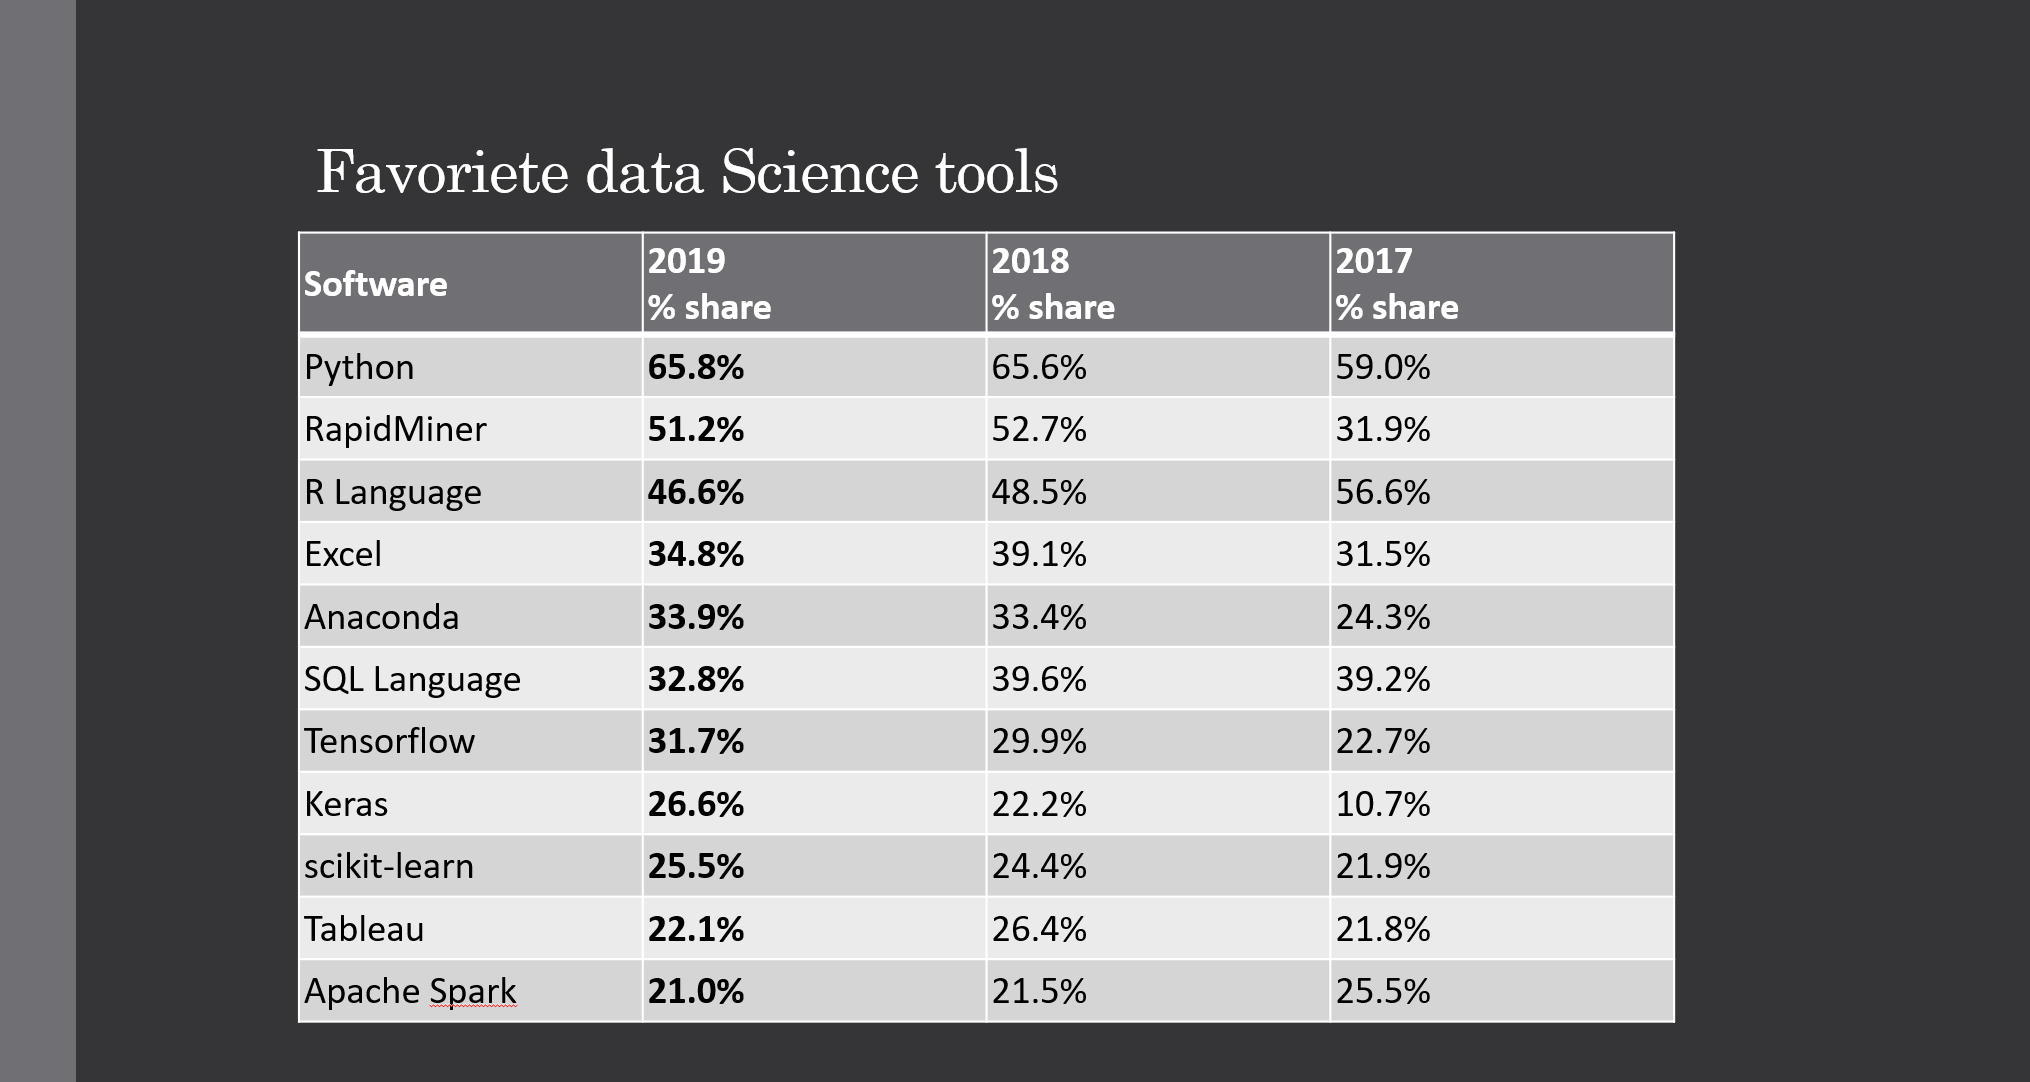 Favoriete data Science tools
Software 2019 % share 2018 % share 2017 % share
Python 65.8% 65.6% 59.0%
RapidMiner 51.2% 52.7% 31.9%
R Language 46.6% 48.5% 56.6%
Excel 34.8% 39.1% 31.5%
Anaconda 33.9% 33.4% 24.3%
SQL Language 32.8% 39.6% 39.2%
Tensorflow 31.7% 29.9% 22.7%
Keras 26.6% 22.2% 10.7%
scikit-learn 25.5% 24.4% 21.9%
Tableau 22.1% 26.4% 21.8%
Apache Spark 21.0% 21.5% 25.5%